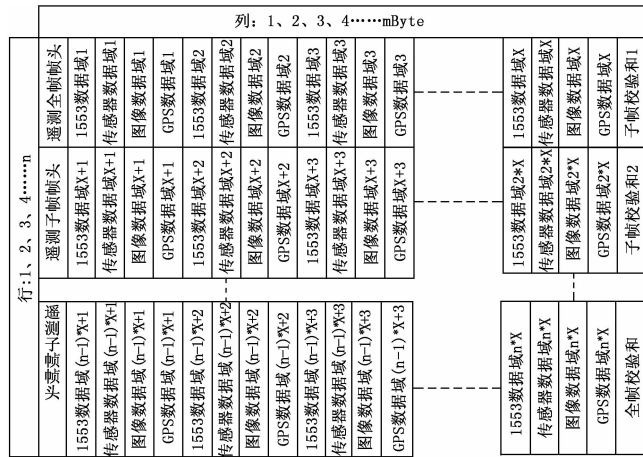 列: 1、2、3、4……mByte
行:1、2、3、4……n
遥测全帧帧头
1553数据域1
传感器数据域1
图像数据域1
GPS数据域1
1553数据域2
传感器数据域2
图像数据域2
GPS数据域2
1553数据域3
传感器数据域3
图像数据域3
GPS数据域3
1553数据域X
传感器数据域X
图像数据域X
GPS数据域X
子帧校验和1
遥测子帧帧头
1553数据域X+1
传感器数据域X+1
图像数据域X+1
GPS数据域X+1
1553数据域X+2
传感器数据域X+2
图像数据域X+2
GPS数据域X+2
1553数据域X+3
传感器数据域X+3
图像数据域X+3
GPS数据域X+3
1553数据域2*X
传感器数据域2*X
图像数据域2*X
GPS数据域2*X
子帧校验和2
遥测子帧帧头
1553数据域(n-1)*X+1
传感器数据域(n-1)*X+1
图像数据域(n-1)*X+1
GPS数据域(n-1)*X+1
1553数据域(n-1)*X+2
传感器数据域(n-1)*X+2
图像数据域(n-1)*X+2
GPS数据域(n-1)*X+2
1553数据域(n-1)*X+3
传感器数据域(n-1)*X+3
图像数据域(n-1)*X+3
GPS数据域(n-1)*X+3
1553数据域n*X
传感器数据域n*X
图像数据域n*X
GPS数据域n*X
全帧校验和